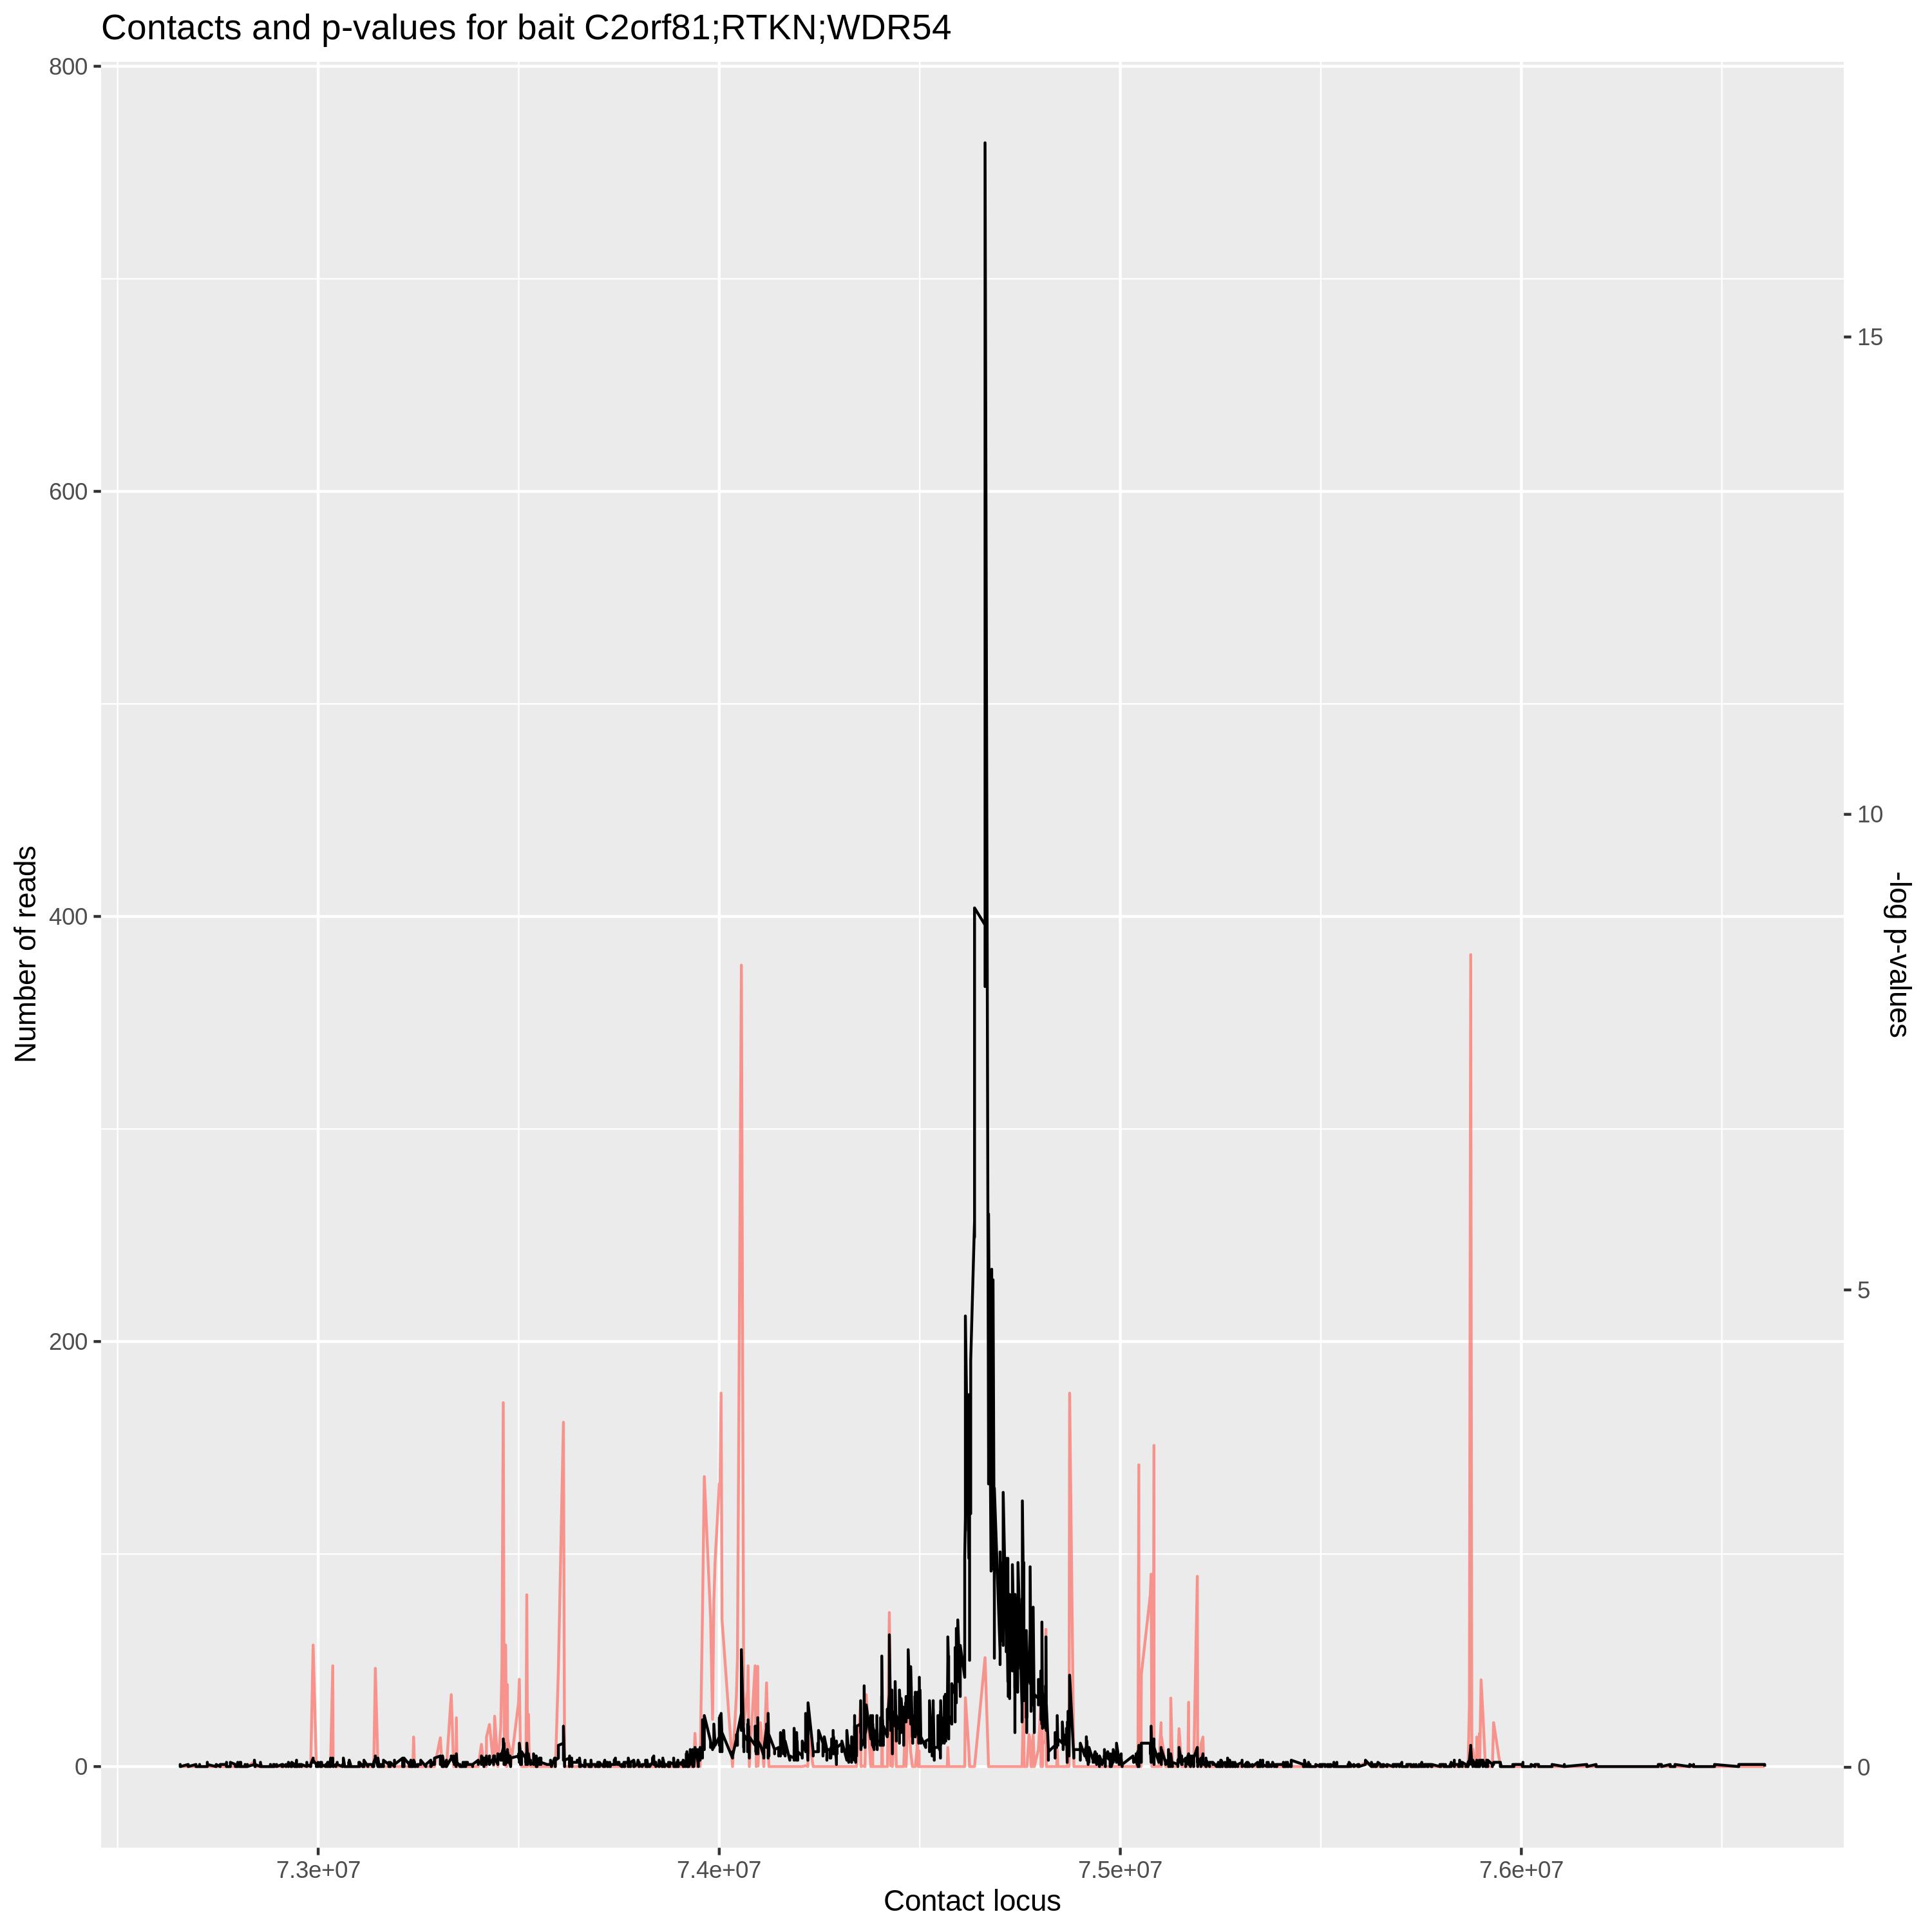 Contacts and p-values for bait C2orf81;RTKN;WDR54
800
600
400
200
0
Number of reads
15
10
5
0
-log p-values
7.3e+07
7.4e+07
7.5e+07
7.6e+07
Contact locus